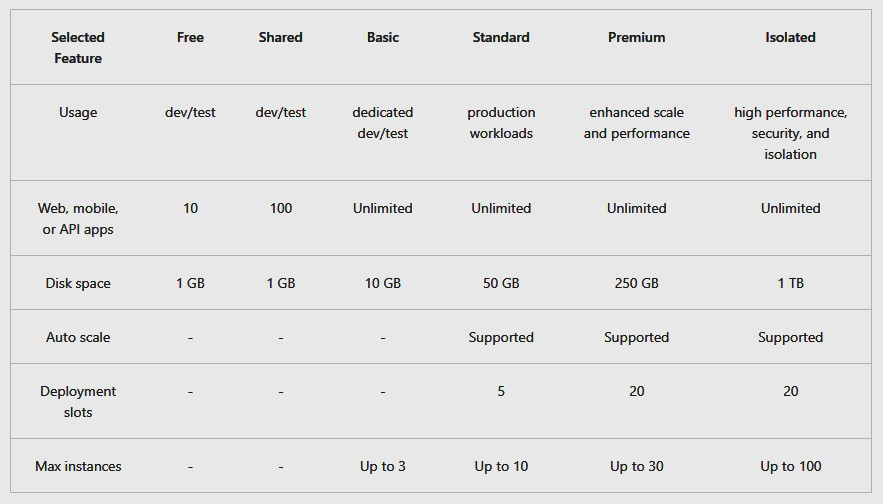 Selected Feature Free Shared Basic Standard Premium Isolated
Usage dev/test dev/test dedicated dev/test production workloads enhanced scale and performance high performance, security, and isolation
Web, mobile, or API apps 10 100 Unlimited Unlimited Unlimited Unlimited
Disk space 1 GB 1 GB 10 GB 50 GB 250 GB 1 TB
Auto scale - - - Supported Supported Supported
Deployment slots - - - 5 20 20
Max instances - - Up to 3 Up to 10 Up to 30 Up to 100